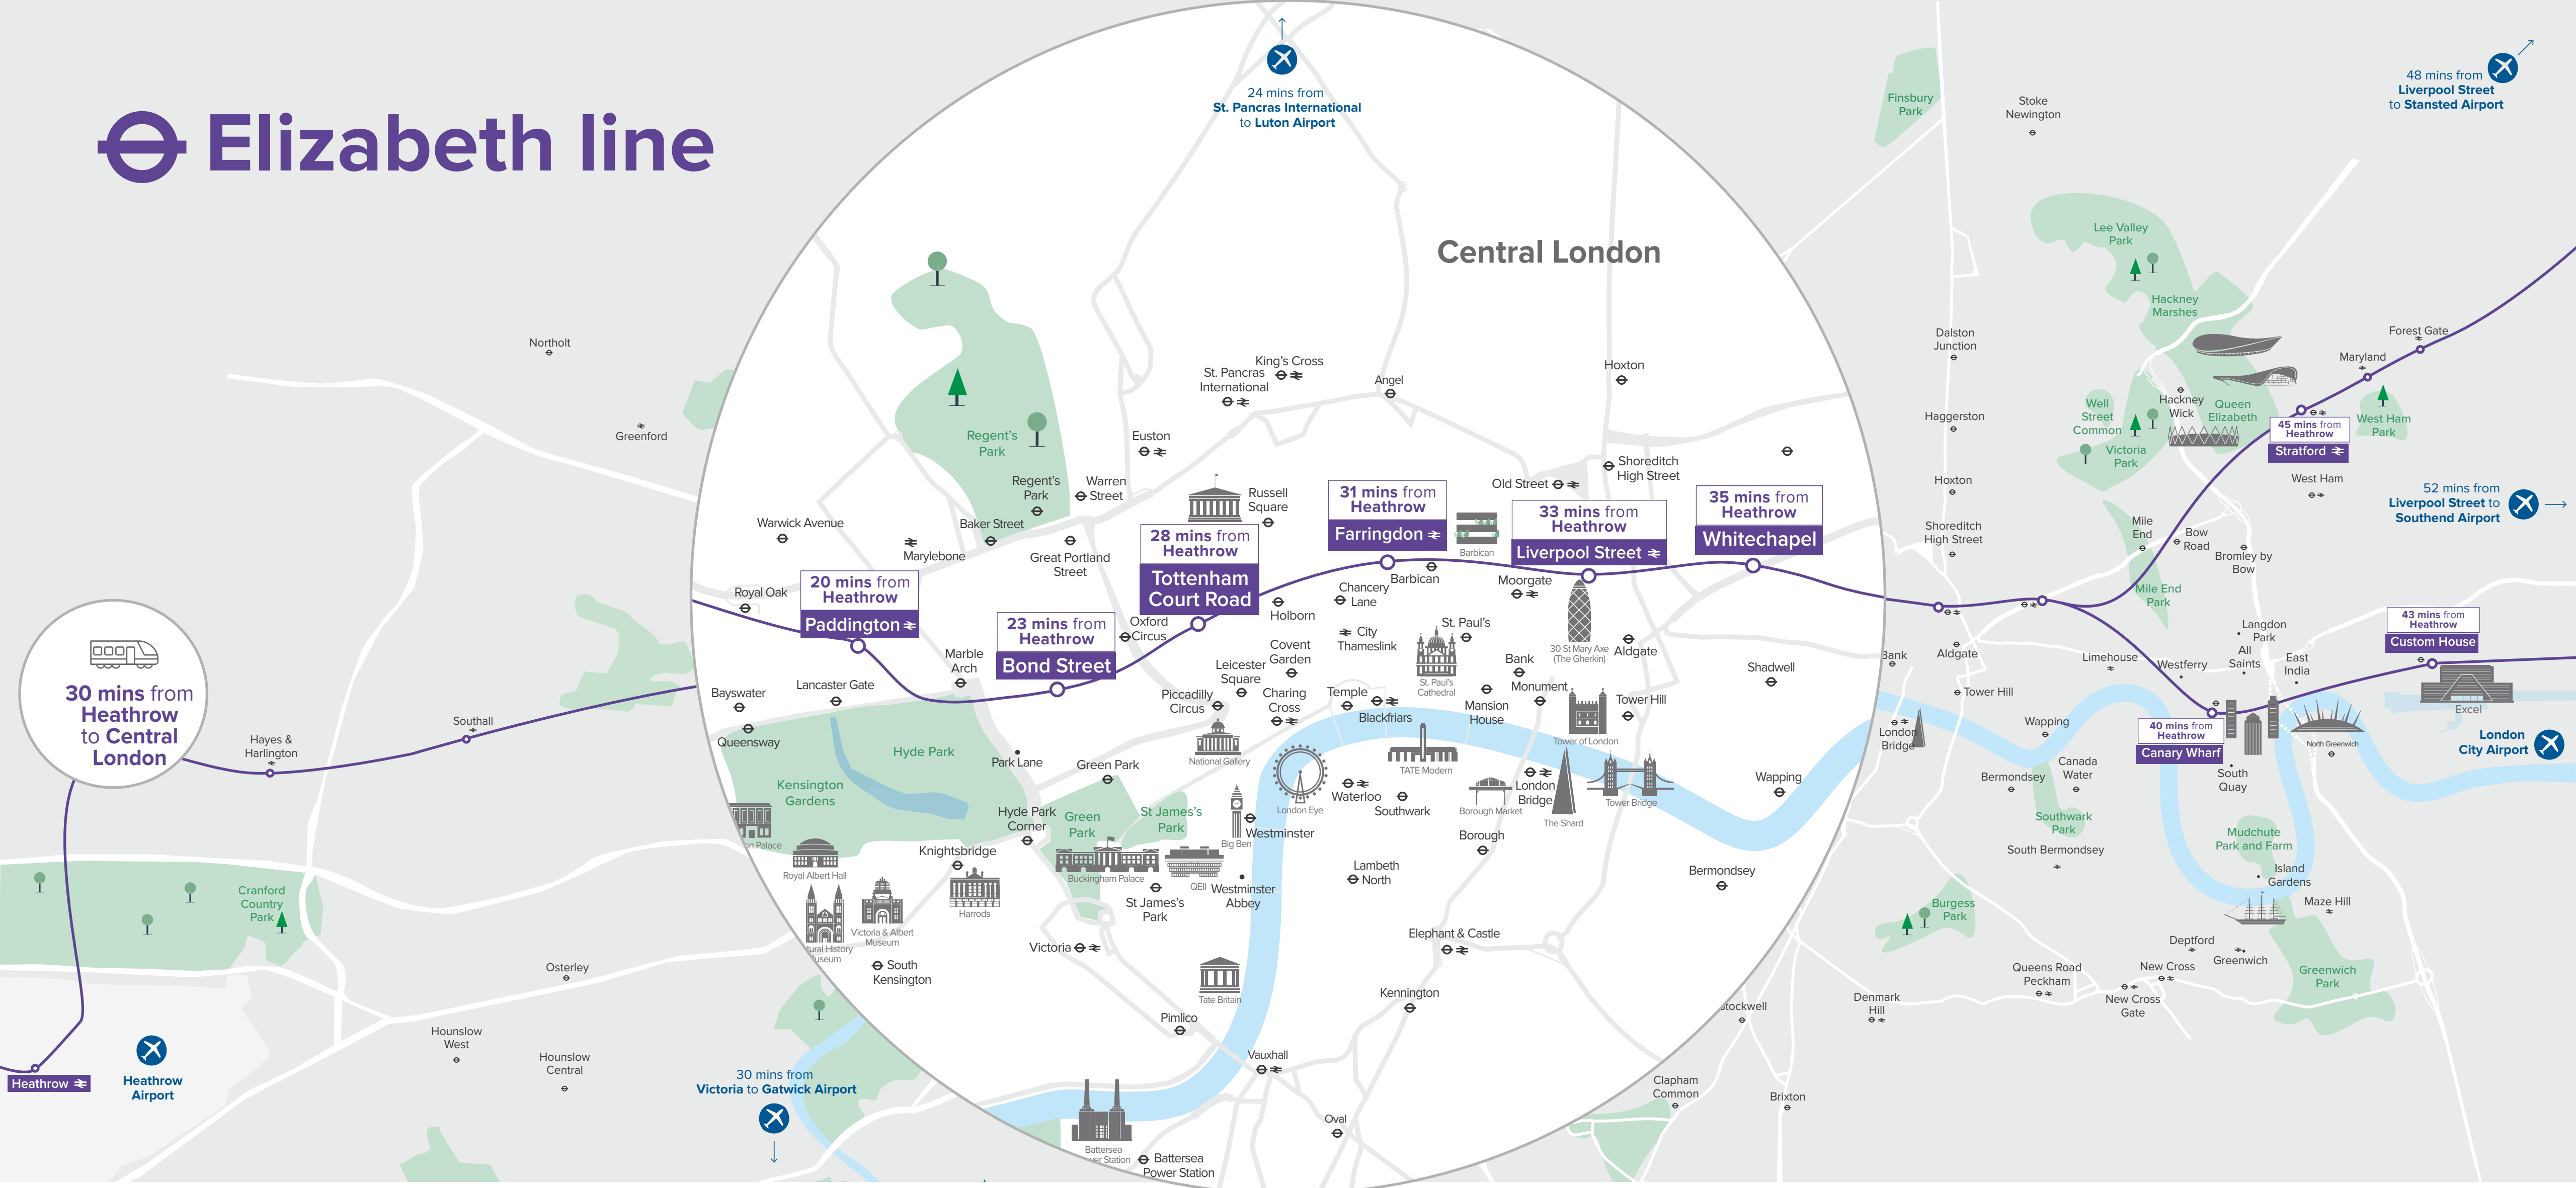 Elizabeth line
24 mins from
St. Pancras International
to Luton Airport
48 mins from
Liverpool Street
to Stansted Airport
Central London
Finsbury
Park
Stoke
Newington
Lee Valley
Park
Hackney
Marshes
Northolt
Greenford
Dalston
Junction
Forest Gate
Maryland
King's Cross
St. Pancras
International
Angel
Hoxton
Haggerston
Well
Street
Common
Hackney
Wick
Queen
Elizabeth
West Ham
Park
45 mins from
Heathrow
Stratford
Victoria
Park
West Ham
Regent's
Park
Euston
Regent's
Park
Warren
Street
Russell
Square
Old Street
Shoreditch
High Street
Hoxton
52 mins from
Liverpool Street to
Southend Airport
Warwick Avenue
Marylebone
Baker Street
Great Portland
Street
31 mins from
Heathrow
Farringdon
Barbican
Barbican
33 mins from
Heathrow
Liverpool Street
35 mins from
Heathrow
Whitechapel
Shoreditch
High Street
Mile
End
Bow
Road
Bromley by
Bow
Mile End
Park
28 mins from
Heathrow
Tottenham
Court Road
20 mins from
Heathrow
Paddington
23 mins from
Heathrow
Bond Street
Royal Oak
Oxford
Circus
Holborn
Chancery
Lane
Moorgate
City
Thameslink
St. Paul's
St. Paul's
Cathedral
30 St Mary Axe
(The Gherkin)
Aldgate
Bank
Monument
Mansion
House
Tower Hill
Tower of London
Shadwell
Covent
Garden
Leicester
Square
Piccadilly
Circus
Charing
Cross
Temple
Blackfriars
National Gallery
Marble
Arch
Lancaster Gate
Bayswater
Queensway
Hyde Park
Kensington
Gardens
Park Lane
Green Park
Hyde Park
Corner
Green
Park
St James's
Park
Buckingham Palace
QEII
Big Ben
Westminster
Westminster
Abbey
St James's
Park
London Eye
Waterloo
Southwark
TATE Modern
Borough Market
London
Bridge
The Shard
Tower Bridge
Wapping
Borough
Lambeth
North
Bermondsey
Elephant & Castle
Kennington
Vauxhall
Oval
Pimlico
Tate Britain
Victoria
Knightsbridge
Harrods
Royal Albert Hall
on Palace
Victoria & Albert
Museum
tural History
useum
South
Kensington
Battersea
wer Station
Battersea
Power Station
30 mins from
Heathrow
to Central
London
Hayes &
Harlington
Southall
Cranford
Country
Park
Osterley
Hounslow
West
Hounslow
Central
Heathrow
Heathrow
Airport
30 mins from
Victoria to Gatwick Airport
Bank
Aldgate
Tower Hill
London
Bridge
Limehouse
Westferry
Langdon
Park
All
Saints
East
India
43 mins from
Heathrow
Custom House
Excel
London
City Airport
40 mins from
Heathrow
Canary Wharf
North Greenwich
South
Quay
Wapping
Bermondsey
Canada
Water
Southwark
Park
South Bermondsey
Mudchute
Park and Farm
Island
Gardens
Maze Hill
Burgess
Park
Deptford
Greenwich
Greenwich
Park
Queens Road
Peckham
New Cross
New Cross
Gate
Denmark
Hill
tockwell
Clapham
Common
Brixton